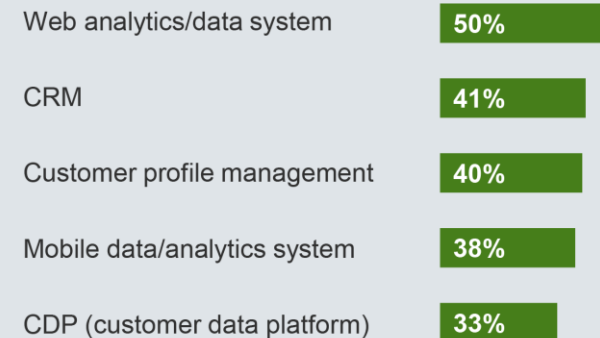 Web analytics/data system 50%
CRM 41%
Customer profile management 40%
Mobile data/analytics system 38%
CDP (customer data platform) 33%